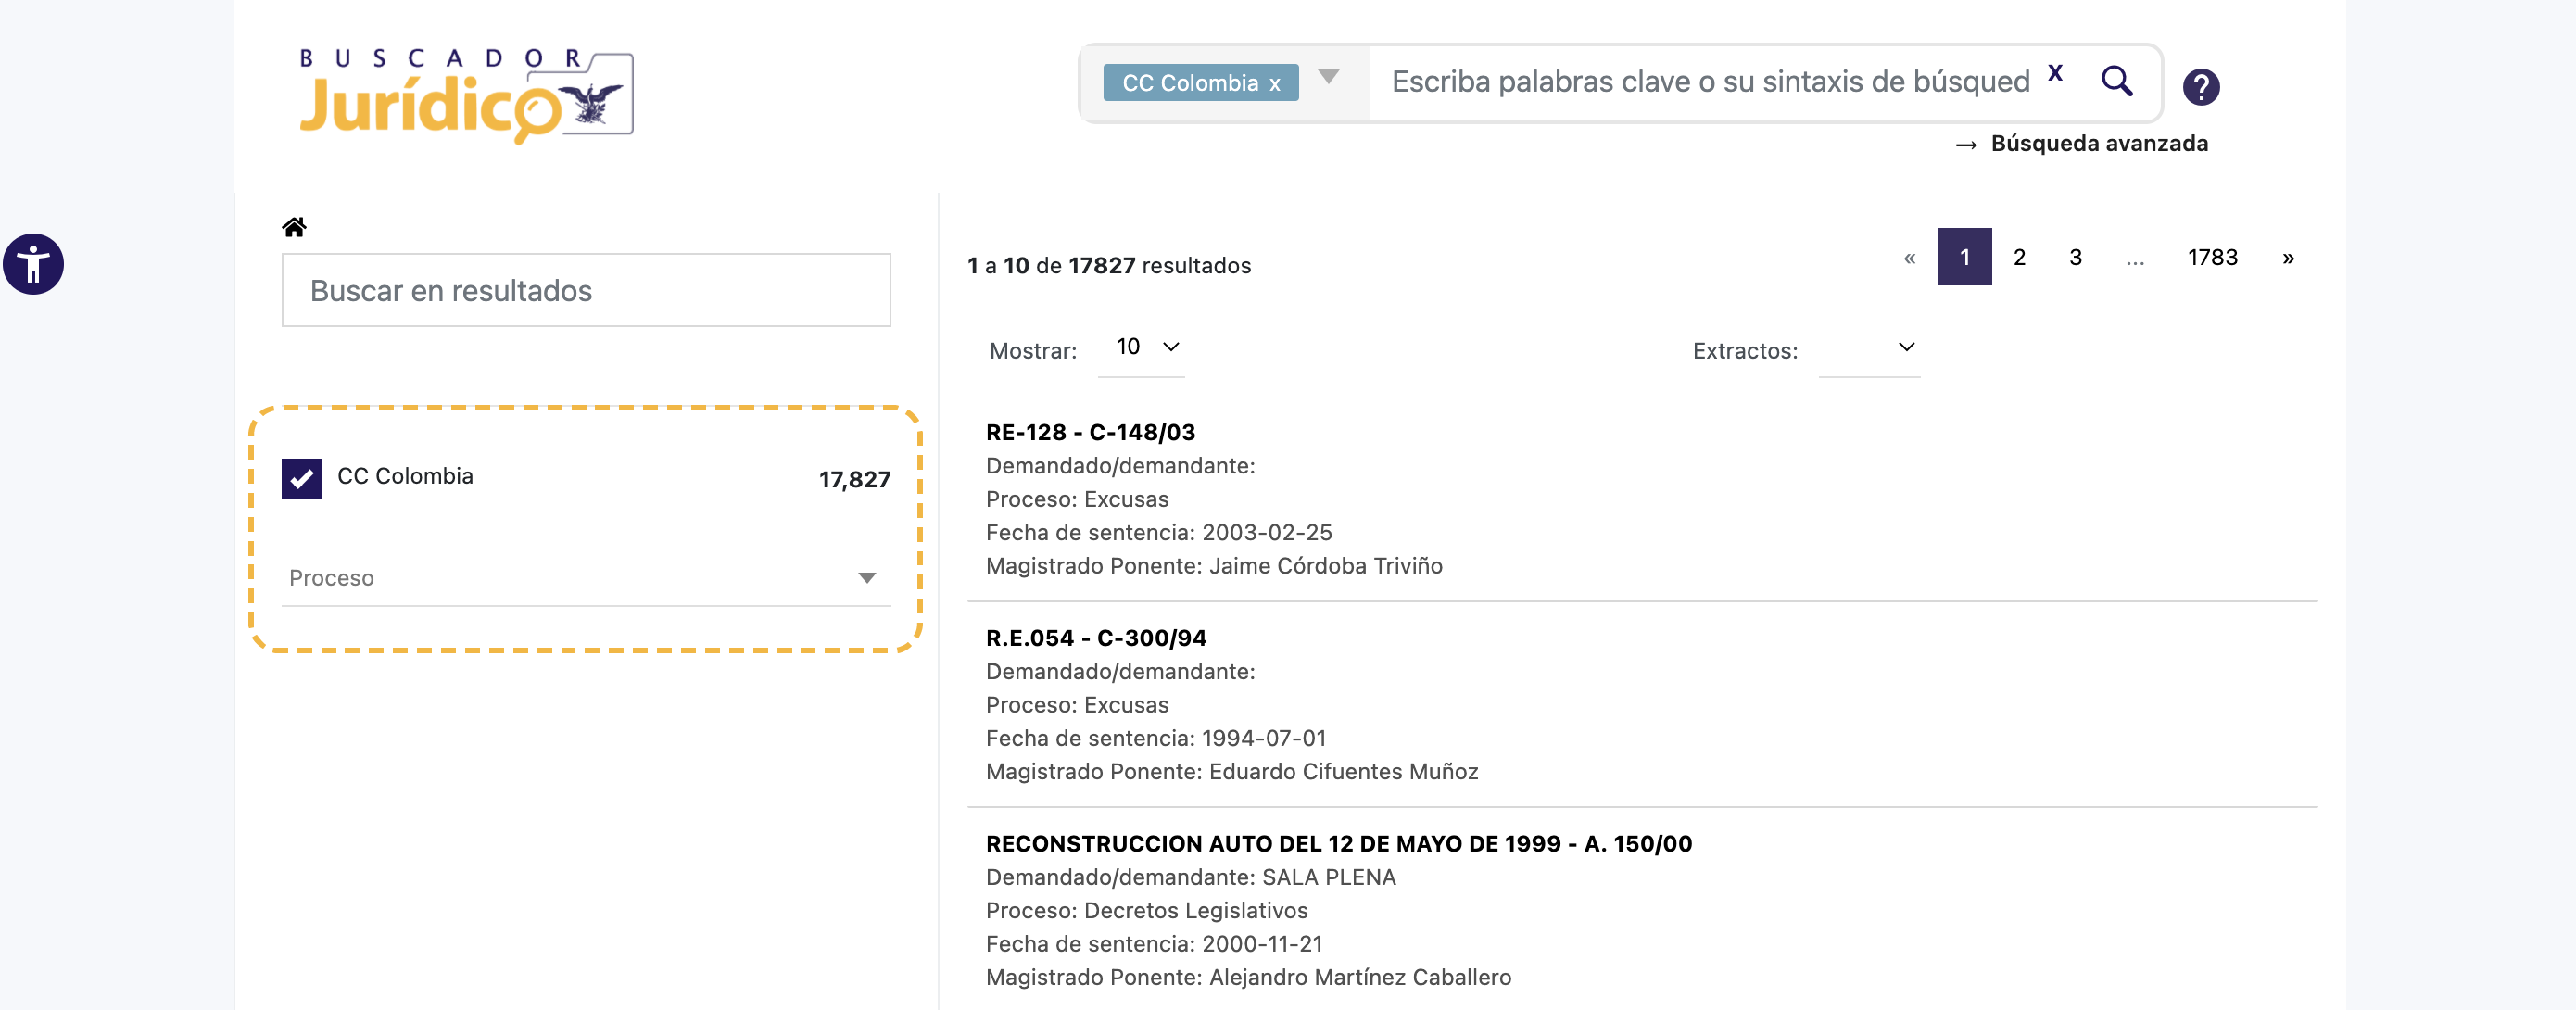 BUSCADOR
Jurídico
CC Colombia x
Escriba palabras clave o su sintaxis de búsqued
x
?
→ Búsqueda avanzada
Buscar en resultados
CC Colombia
17,827
Proceso
1 a 10 de 17827 resultados
« 1 2 3 ... 1783 »
Mostrar: 10
Extractos:
RE-128 - C-148/03
Demandado/demandante:
Proceso: Excusas
Fecha de sentencia: 2003-02-25
Magistrado Ponente: Jaime Córdoba Triviño
R.E.054 - C-300/94
Demandado/demandante:
Proceso: Excusas
Fecha de sentencia: 1994-07-01
Magistrado Ponente: Eduardo Cifuentes Muñoz
RECONSTRUCCION AUTO DEL 12 DE MAYO DE 1999 - A. 150/00
Demandado/demandante: SALA PLENA
Proceso: Decretos Legislativos
Fecha de sentencia: 2000-11-21
Magistrado Ponente: Alejandro Martínez Caballero